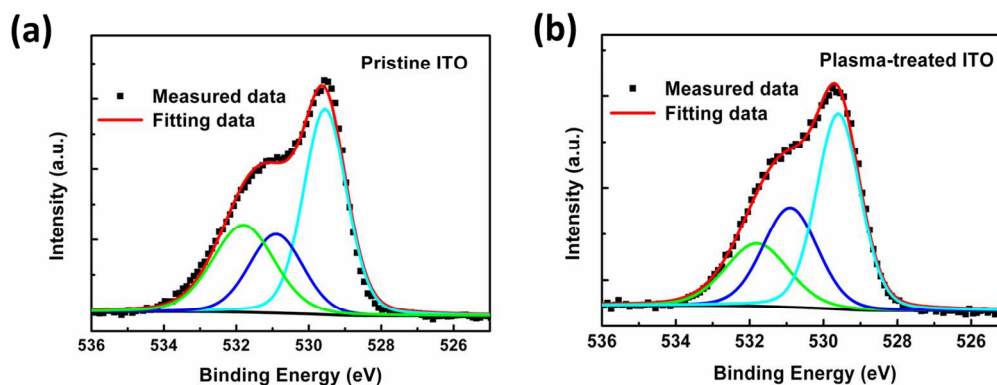 (a)
Pristine ITO
Measured data
Fitting data
Intensity (a.u.)
536 534 532 530 528 526
Binding Energy (eV)
(b)
Plasma-treated ITO
Measured data
Fitting data
Intensity (a.u.)
536 534 532 530 528 526
Binding Energy (eV)